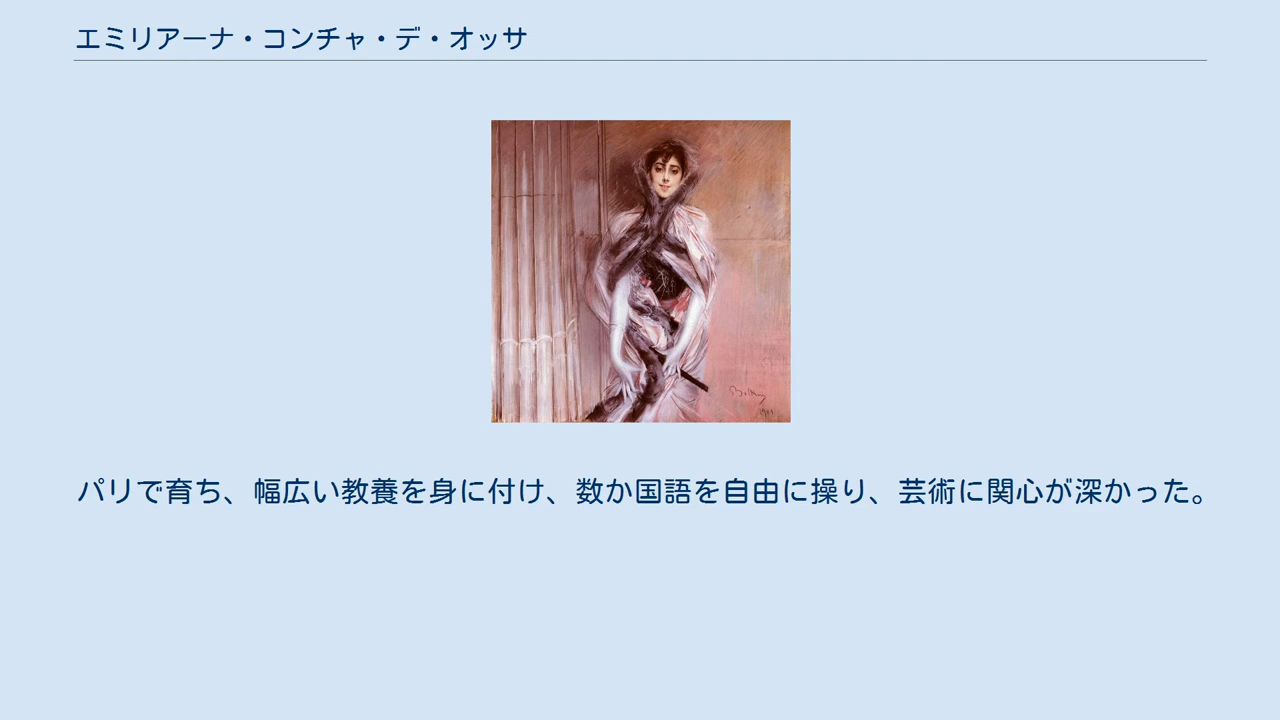 エミリアーナ・コンチャ・デ・オッサ
パリで育ち、幅広い教養を身に付け、数か国語を自由に操り、芸術に関心が深かった。